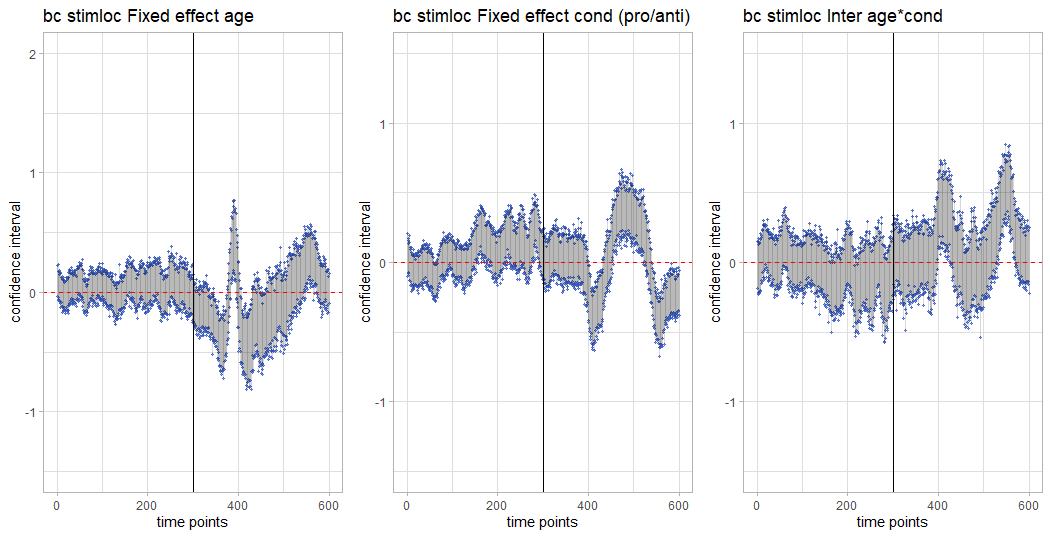 bc stimloc Fixed effect age
2
1
0
-1
confidence interval
0
200
400
600
time points
bc stimloc Fixed effect cond (pro/anti)
1
0
-1
confidence interval
0
200
400
600
time points
bc stimloc Inter age*cond
1
0
-1
confidence interval
0
200
400
600
time points